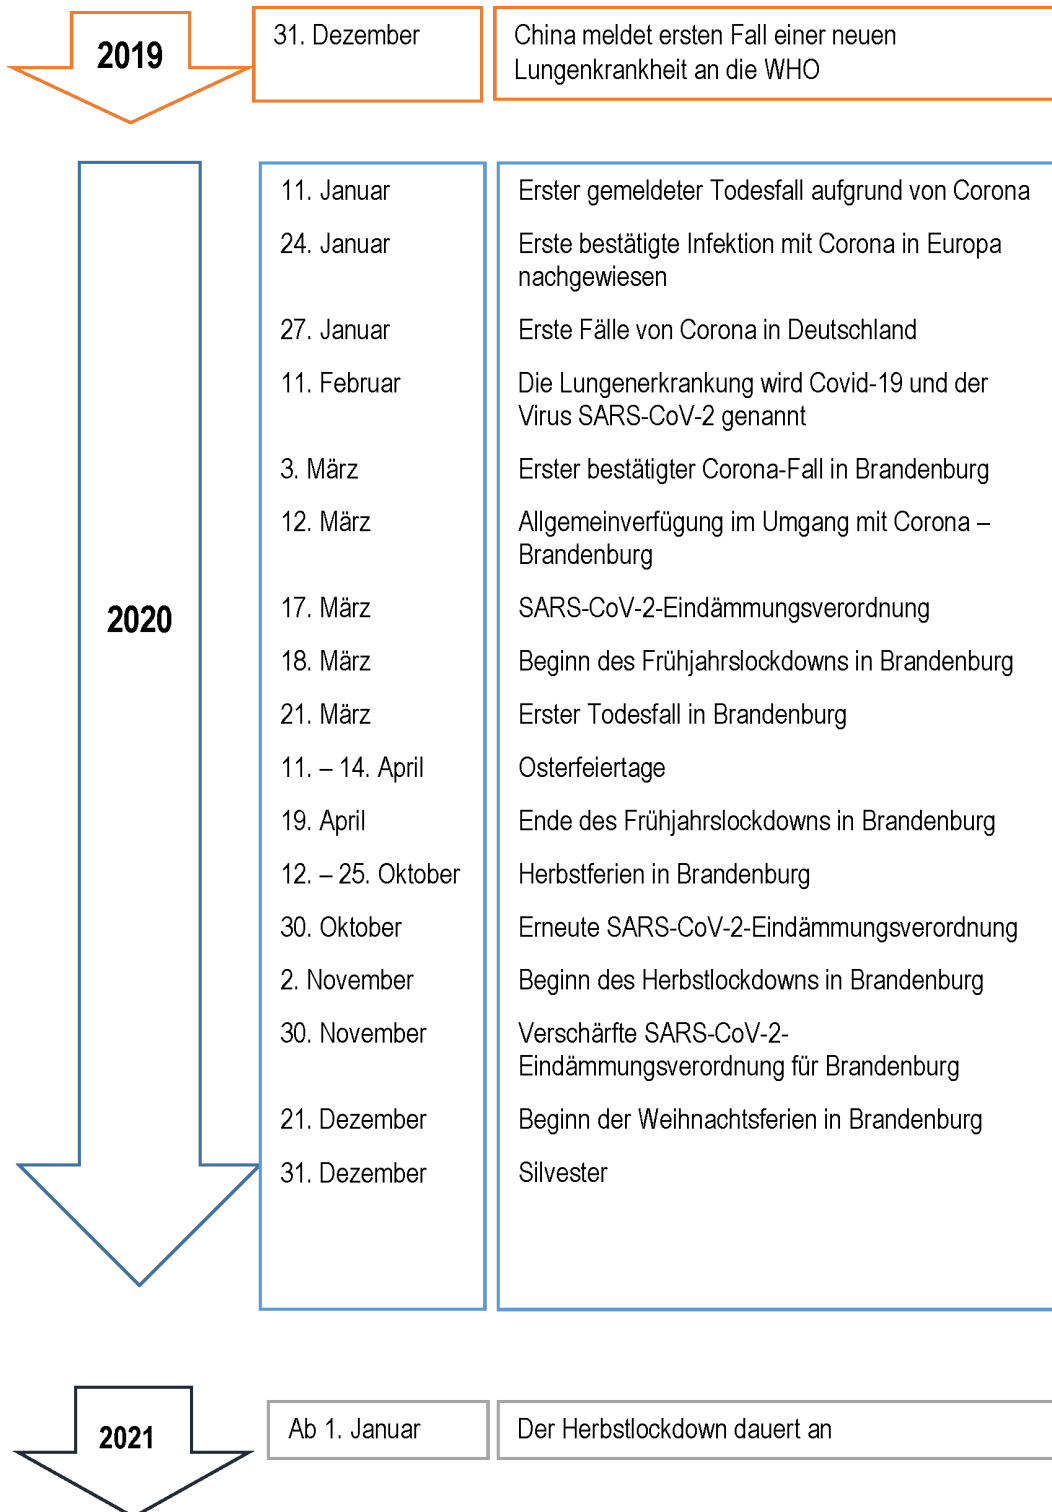 2019
31. Dezember
China meldet ersten Fall einer neuen
Lungenkrankheit an die WHO
2020
11. Januar
Erster gemeldeter Todesfall aufgrund von Corona
24. Januar
Erste bestätigte Infektion mit Corona in Europa
nachgewiesen
27. Januar
Erste Fälle von Corona in Deutschland
11. Februar
Die Lungenerkrankung wird Covid-19 und der
Virus SARS-CoV-2 genannt
3. März
Erster bestätigter Corona-Fall in Brandenburg
12. März
Allgemeinverfügung im Umgang mit Corona –
Brandenburg
17. März
SARS-CoV-2-Eindämmungsverordnung
18. März
Beginn des Frühjahrslockdowns in Brandenburg
21. März
Erster Todesfall in Brandenburg
11. – 14. April
Osterfeiertage
19. April
Ende des Frühjahrslockdowns in Brandenburg
12. – 25. Oktober
Herbstferien in Brandenburg
30. Oktober
Erneute SARS-CoV-2-Eindämmungsverordnung
2. November
Beginn des Herbstlockdowns in Brandenburg
30. November
Verschärfte SARS-CoV-2-
Eindämmungsverordnung für Brandenburg
21. Dezember
Beginn der Weihnachtsferien in Brandenburg
31. Dezember
Silvester
2021
Ab 1. Januar
Der Herbstlockdown dauert an